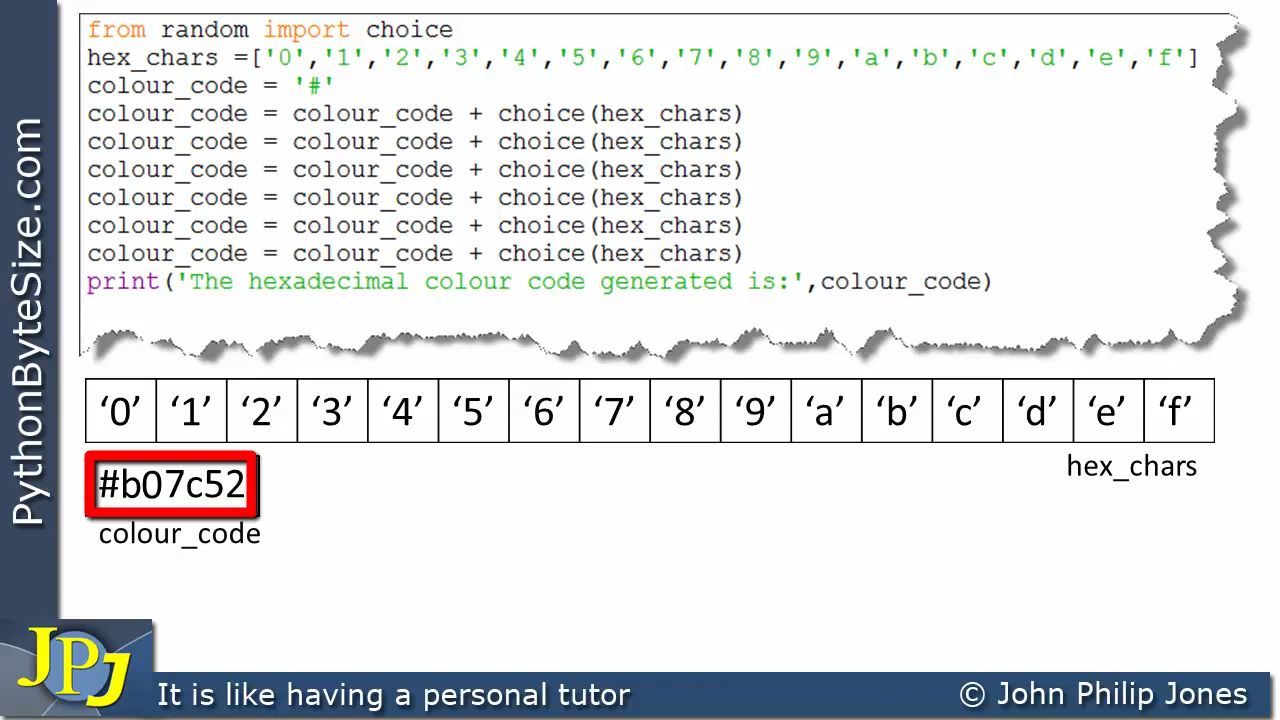 from random import choice
hex_chars =['0','1','2','3','4','5','6','7','8','9','a','b','c','d','e','f']
colour_code = '#'
colour_code = colour_code + choice(hex_chars)
colour_code = colour_code + choice(hex_chars)
colour_code = colour_code + choice(hex_chars)
colour_code = colour_code + choice(hex_chars)
colour_code = colour_code + choice(hex_chars)
colour_code = colour_code + choice(hex_chars)
print('The hexadecimal colour code generated is:',colour_code)
‘0’ ‘1’ ‘2’ ‘3’ ‘4’ ‘5’ ‘6’ ‘7’ ‘8’ ‘9’ ‘a’ ‘b’ ‘c’ ‘d’ ‘e’ ‘f’
hex_chars
#b07c52
colour_code
PythonByteSize.com
JPJ
It is like having a personal tutor
© John Philip Jones